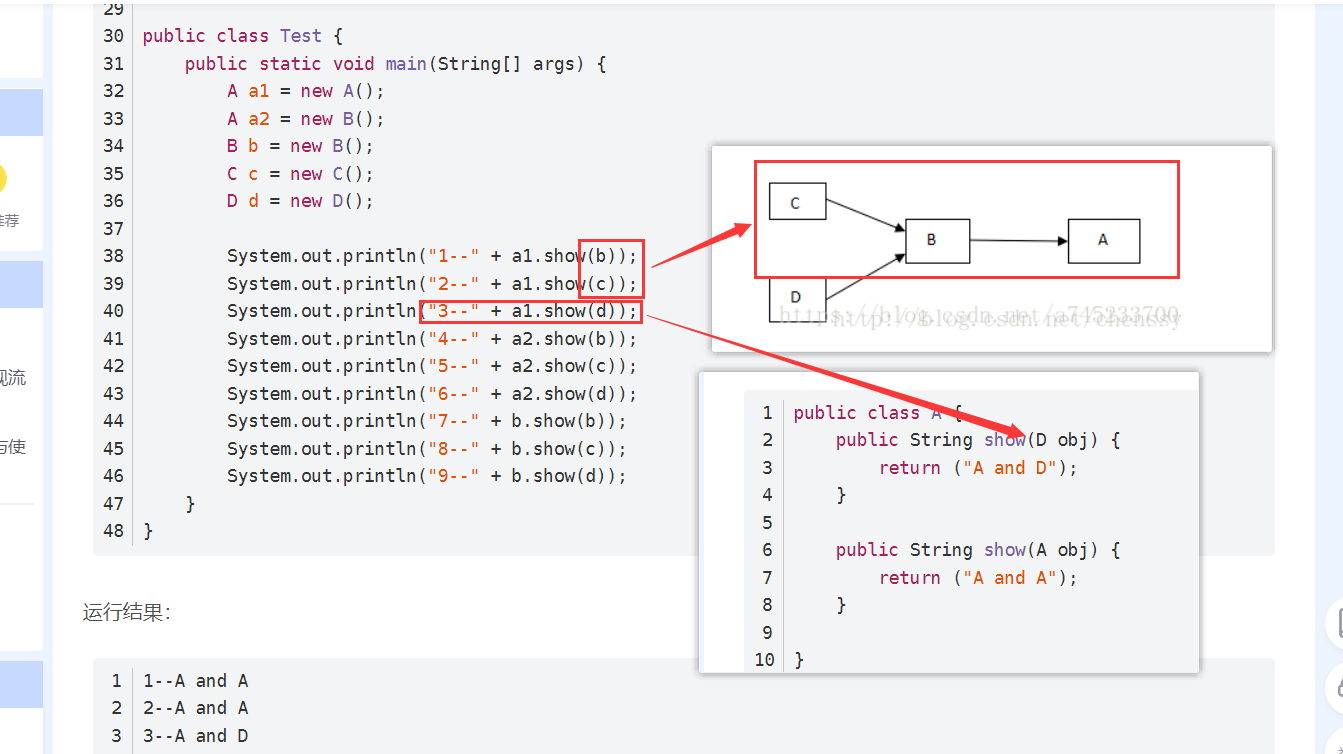 29
30 public class Test {
31 public static void main(String[] args) {
32 A a1 = new A();
33 A a2 = new B();
34 B b = new B();
35 C c = new C();
36 D d = new D();
37
38 System.out.println("1--" + a1.show(b));
39 System.out.println("2--" + a1.show(c));
40 System.out.println("3--" + a1.show(d));
41 System.out.println("4--" + a2.show(b));
42 System.out.println("5--" + a2.show(c));
43 System.out.println("6--" + a2.show(d));
44 System.out.println("7--" + b.show(b));
45 System.out.println("8--" + b.show(c));
46 System.out.println("9--" + b.show(d));
47 }
48 }
C
B
A
D
https://blog.csdn.net/a745233700
http://blog.csdn.net/chenssy
1 public class A {
2 public String show(D obj) {
3 return ("A and D");
4 }
5
6 public String show(A obj) {
7 return ("A and A");
8 }
9
10 }
运行结果:
1 1--A and A
2 2--A and A
3 3--A and D
荐
流
与使